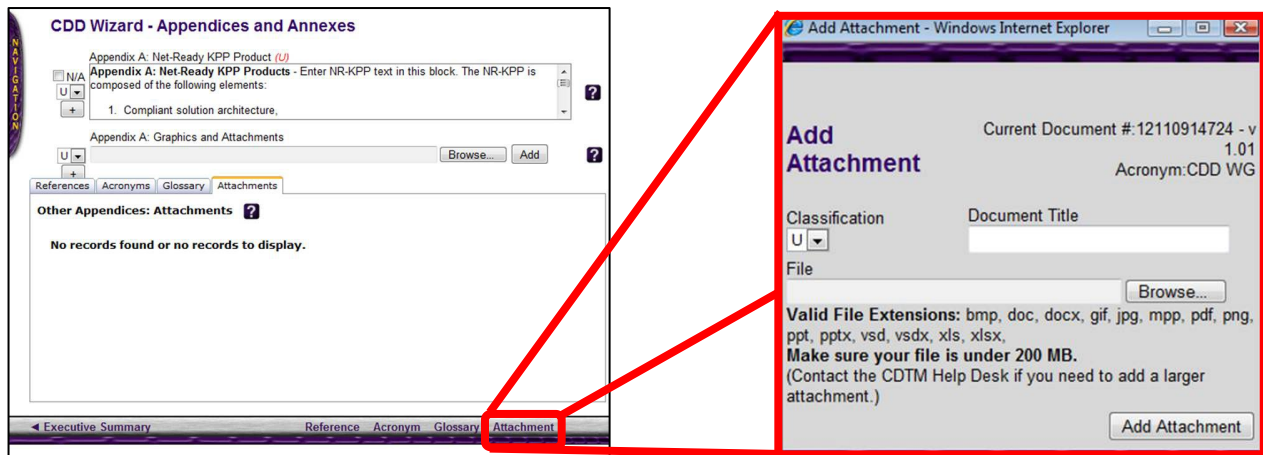 CDD Wizard - Appendices and Annexes
NAVIGATION
Appendix A: Net-Ready KPP Product (U)
N/A
U
+
Appendix A: Net-Ready KPP Products - Enter NR-KPP text in this block. The NR-KPP is
composed of the following elements:
1. Compliant solution architecture,
?
Appendix A: Graphics and Attachments
U
Browse... Add
?
+
References Acronyms Glossary Attachments
Other Appendices: Attachments ?
No records found or no records to display.
◄ Executive Summary Reference Acronym Glossary Attachment
Add Attachment - Windows Internet Explorer
Add
Attachment
Current Document #:12110914724 - v
1.01
Acronym:CDD WG
Classification Document Title
U
File
Browse...
Valid File Extensions: bmp, doc, docx, gif, jpg, mpp, pdf, png,
ppt, pptx, vsd, vsdx, xls, xlsx,
Make sure your file is under 200 MB.
(Contact the CDTM Help Desk if you need to add a larger
attachment.)
Add Attachment